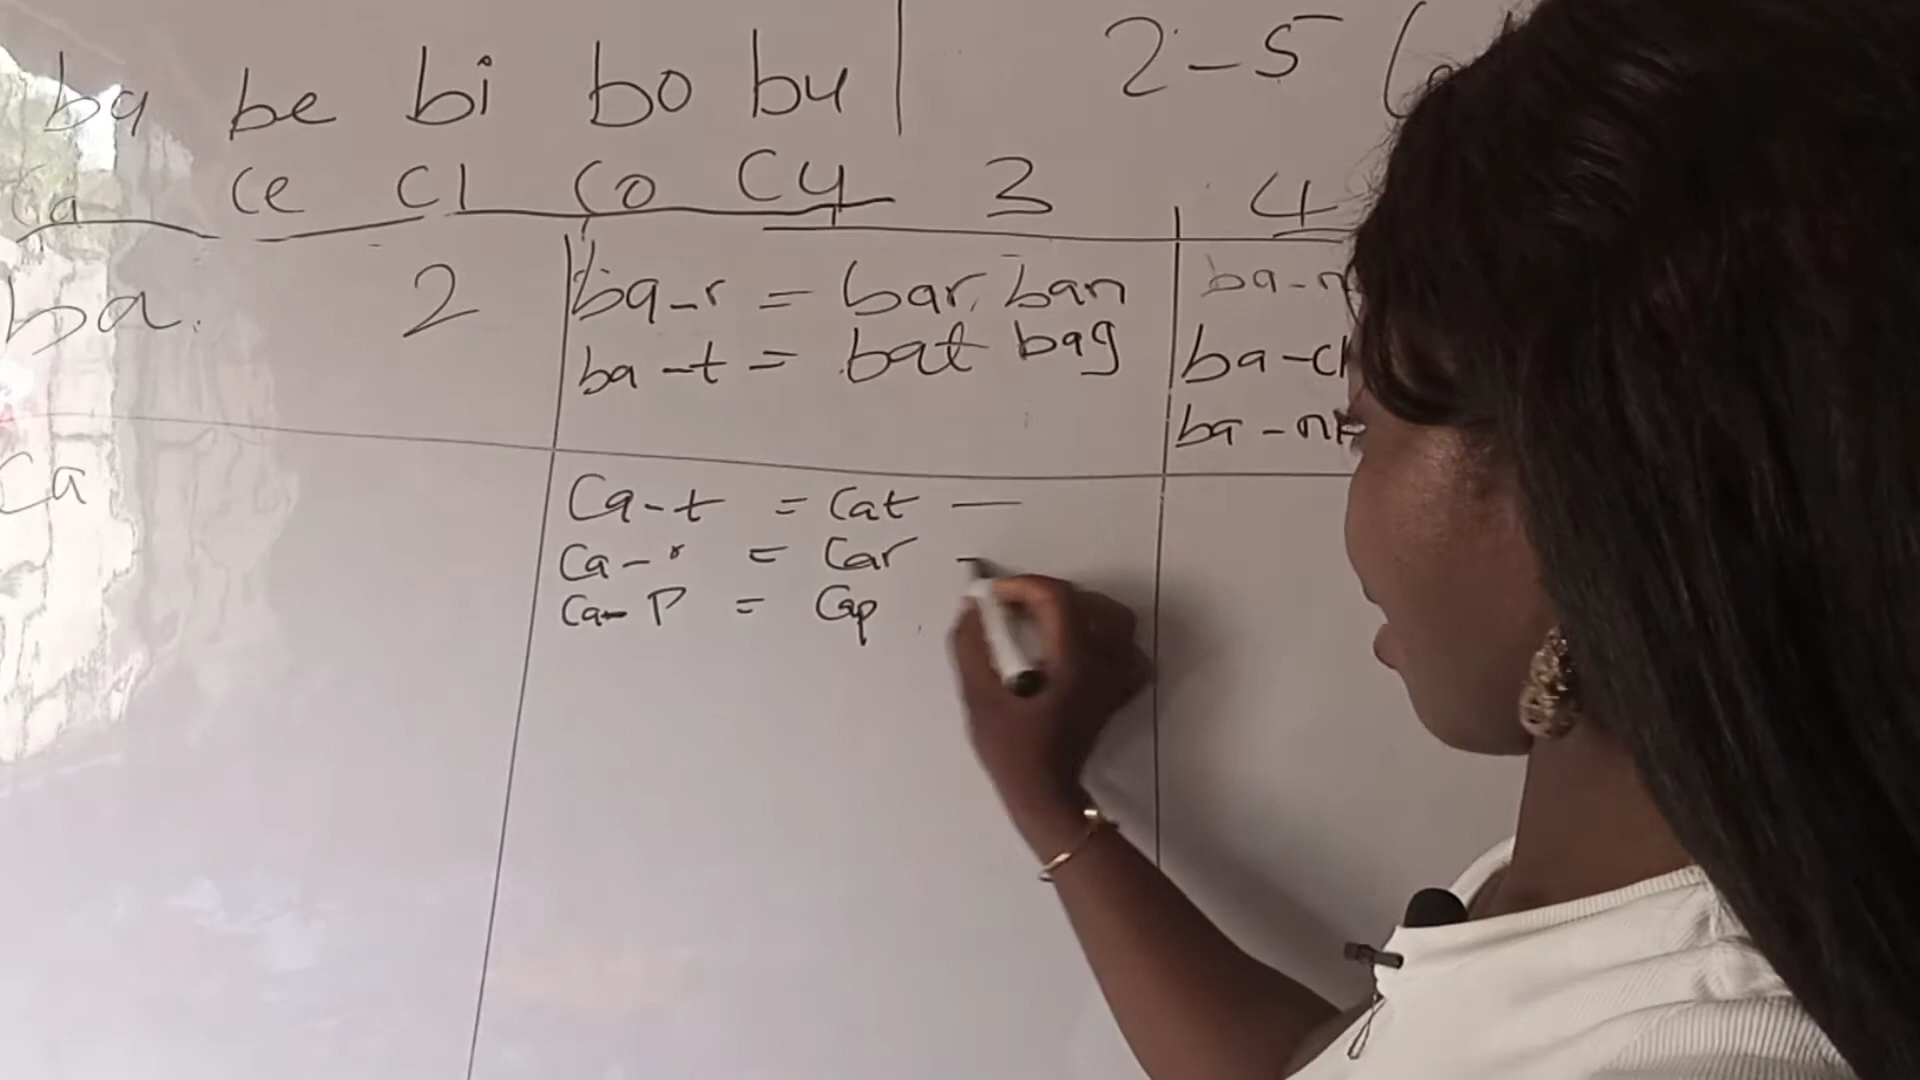 ba be bi bo bu 2-5
ca ce ci co cu 3 4
ba. 2 ba-r = bar, ban
ba-t = bat bag
ca ca-t = cat —
ca-r = car -
ca-p = cap